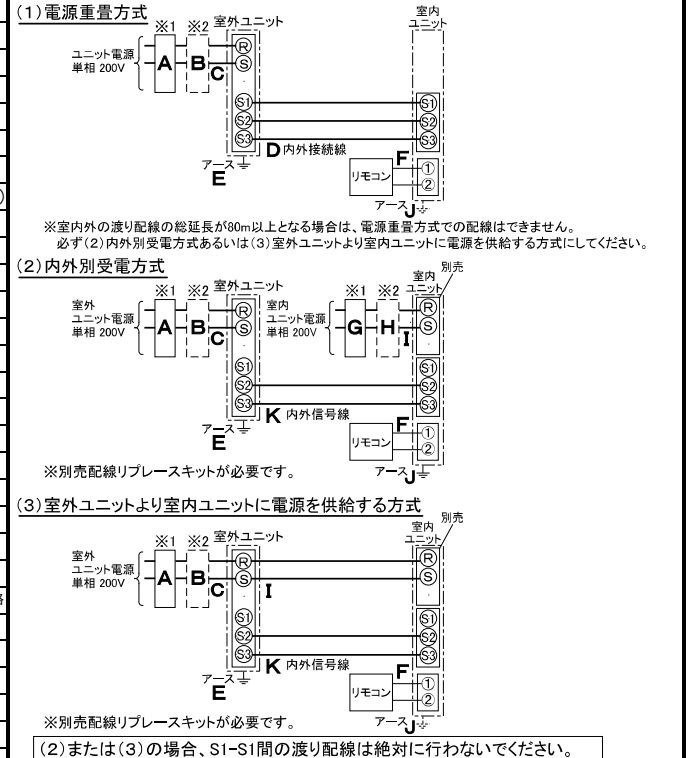 (1)電源重畳方式
※1 ※2 室外ユニット
室内
ユニット
ユニット電源
単相 200V
A B C
R
S
S1
S2
S3
S1
S2
S3
D 内外接続線
アース
E
リモコン
F
①
②
アース J
※室内外の渡り配線の総延長が80m以上となる場合は、電源重畳方式での配線はできません。
必ず(2)内外別受電方式あるいは(3)室外ユニットより室内ユニットに電源を供給する方式にしてください。
(2)内外別受電方式
※1 ※2 室外ユニット
※1 ※2
室内
ユニット
別売
室外
ユニット電源
単相 200V
A B C
R
S
S1
S2
S3
室内
ユニット電源
単相 200V
G H I
R
S
S1
S2
S3
K 内外信号線
アース
E
リモコン
F
①
②
アース J
※別売配線リプレースキットが必要です。
(3)室外ユニットより室内ユニットに電源を供給する方式
※1 ※2 室外ユニット
室内
ユニット
別売
室外
ユニット電源
単相 200V
A B C
R
S
I
R
S
S1
S2
S3
S1
S2
S3
K 内外信号線
アース
E
リモコン
F
①
②
アース J
※別売配線リプレースキットが必要です。
(2)または(3)の場合、S1-S1間の渡り配線は絶対に行わないでください。